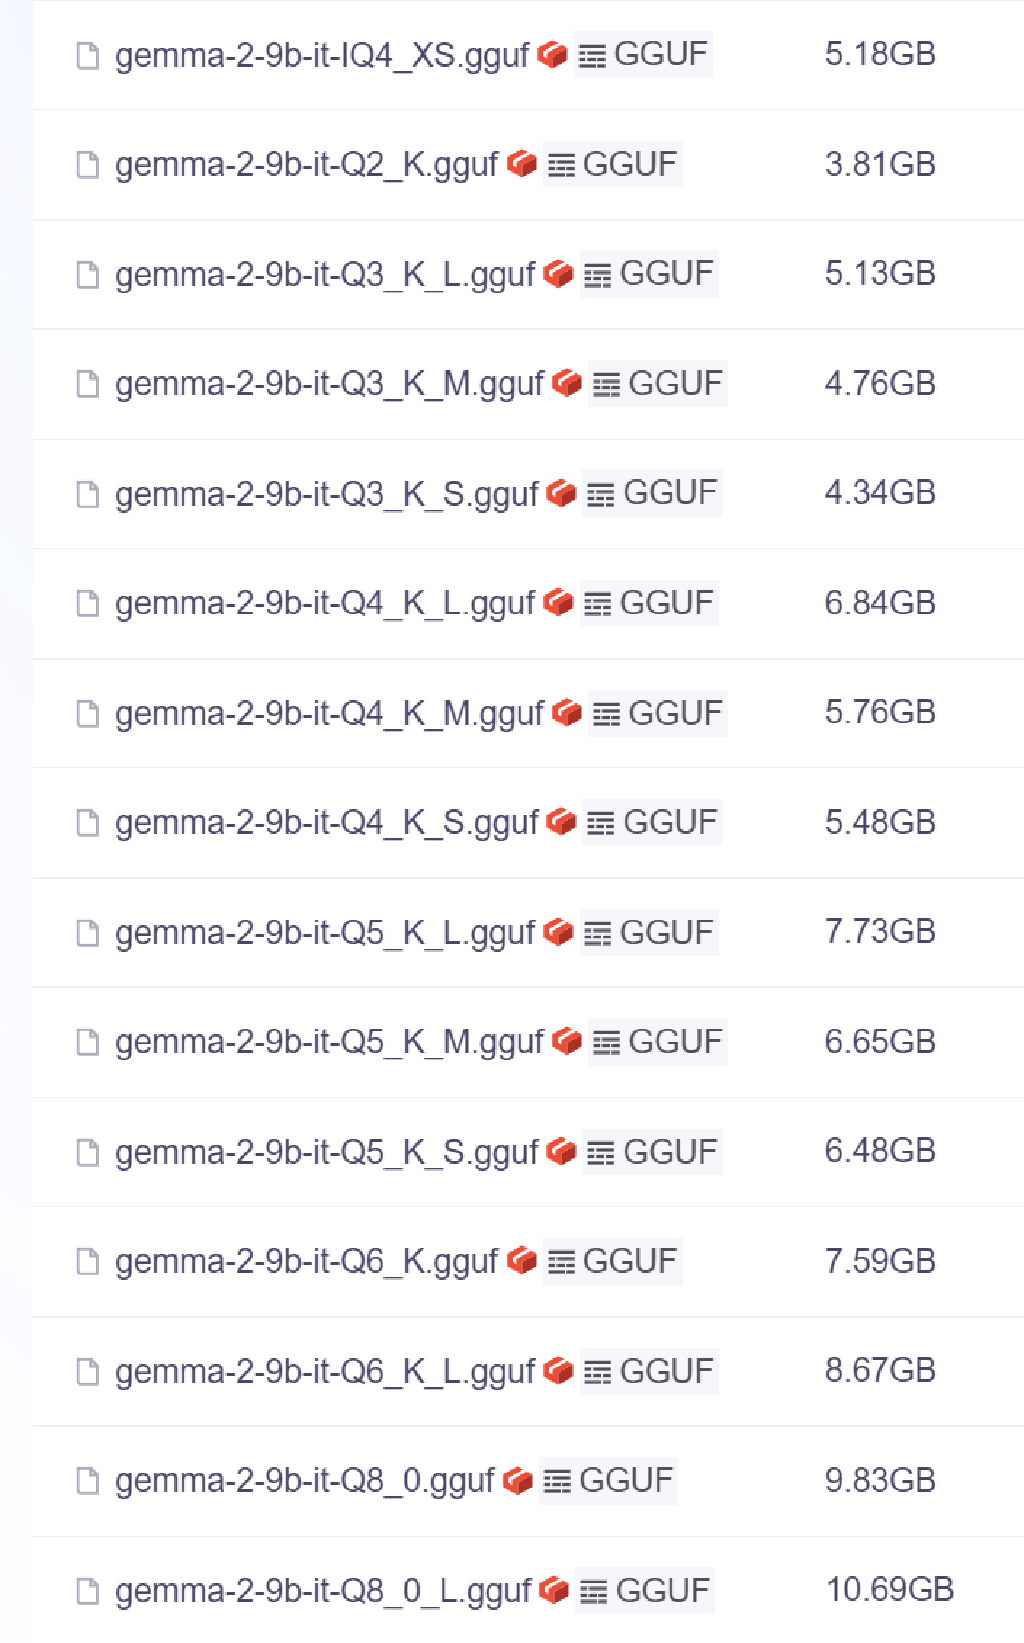 gemma-2-9b-it-IQ4_XS.gguf GGUF 5.18GB
gemma-2-9b-it-Q2_K.gguf GGUF 3.81GB
gemma-2-9b-it-Q3_K_L.gguf GGUF 5.13GB
gemma-2-9b-it-Q3_K_M.gguf GGUF 4.76GB
gemma-2-9b-it-Q3_K_S.gguf GGUF 4.34GB
gemma-2-9b-it-Q4_K_L.gguf GGUF 6.84GB
gemma-2-9b-it-Q4_K_M.gguf GGUF 5.76GB
gemma-2-9b-it-Q4_K_S.gguf GGUF 5.48GB
gemma-2-9b-it-Q5_K_L.gguf GGUF 7.73GB
gemma-2-9b-it-Q5_K_M.gguf GGUF 6.65GB
gemma-2-9b-it-Q5_K_S.gguf GGUF 6.48GB
gemma-2-9b-it-Q6_K.gguf GGUF 7.59GB
gemma-2-9b-it-Q6_K_L.gguf GGUF 8.67GB
gemma-2-9b-it-Q8_0.gguf GGUF 9.83GB
gemma-2-9b-it-Q8_0_L.gguf GGUF 10.69GB